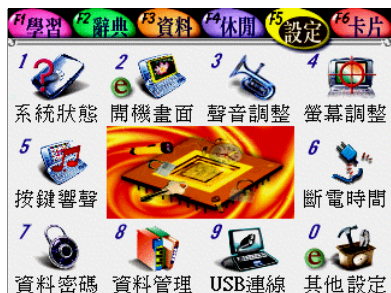 F1學習 F2辭典 F3資料 F4休閒 F5設定 F6卡片
1 2 3 4
系統狀態 開機畫面 聲音調整 螢幕調整
5 6
按鍵響聲 斷電時間
7 8 9 0
資料密碼 資料管理 USB連線 其他設定